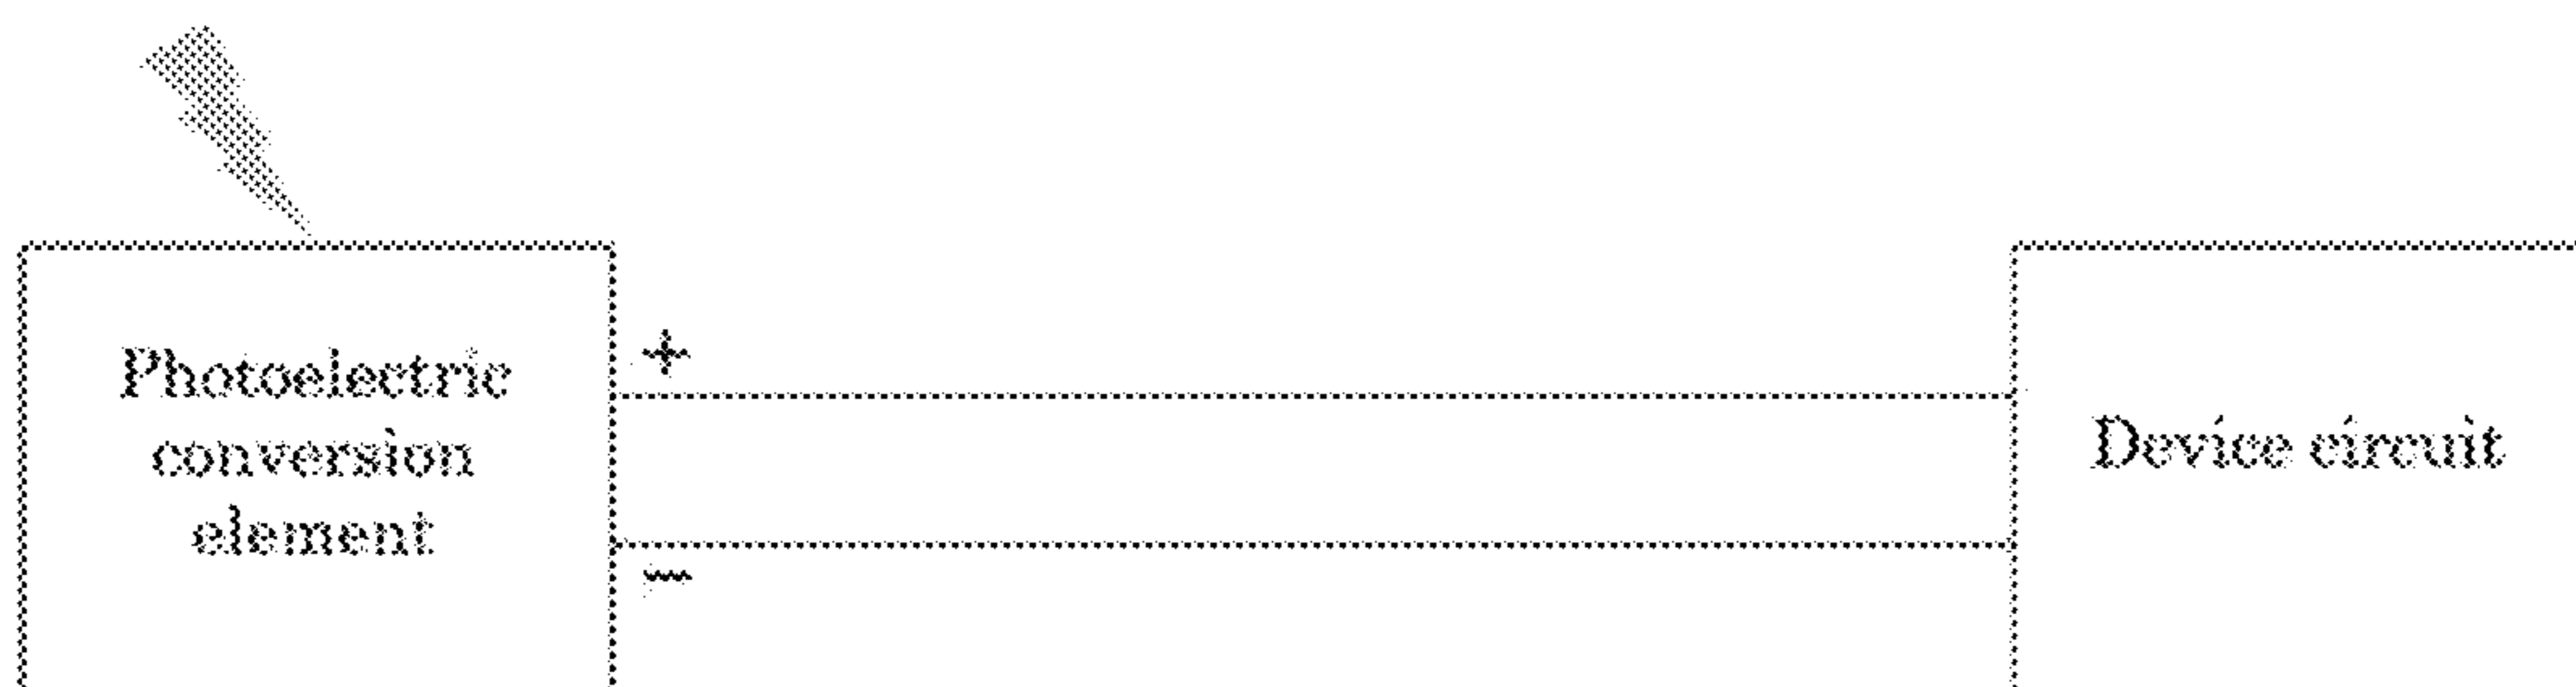 Photoelectric
conversion
element
+
−
Device circuit